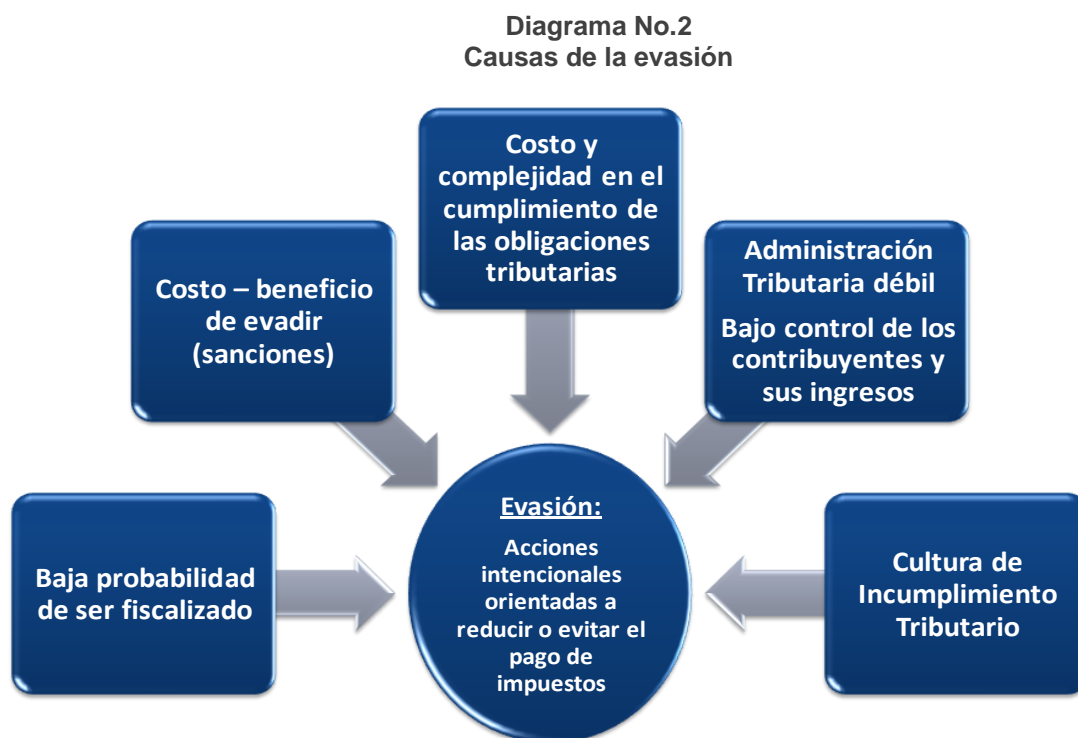 Diagrama No.2
Causas de la evasión
Costo y
complejidad en el
cumplimiento de
las obligaciones
tributarias
Costo – beneficio
de evadir
(sanciones)
Administración
Tributaria débil
Bajo control de los
contribuyentes y
sus ingresos
Baja probabilidad
de ser fiscalizado
Evasión:
Acciones
intencionales
orientadas a
reducir o evitar el
pago de
impuestos
Cultura de
Incumplimiento
Tributario